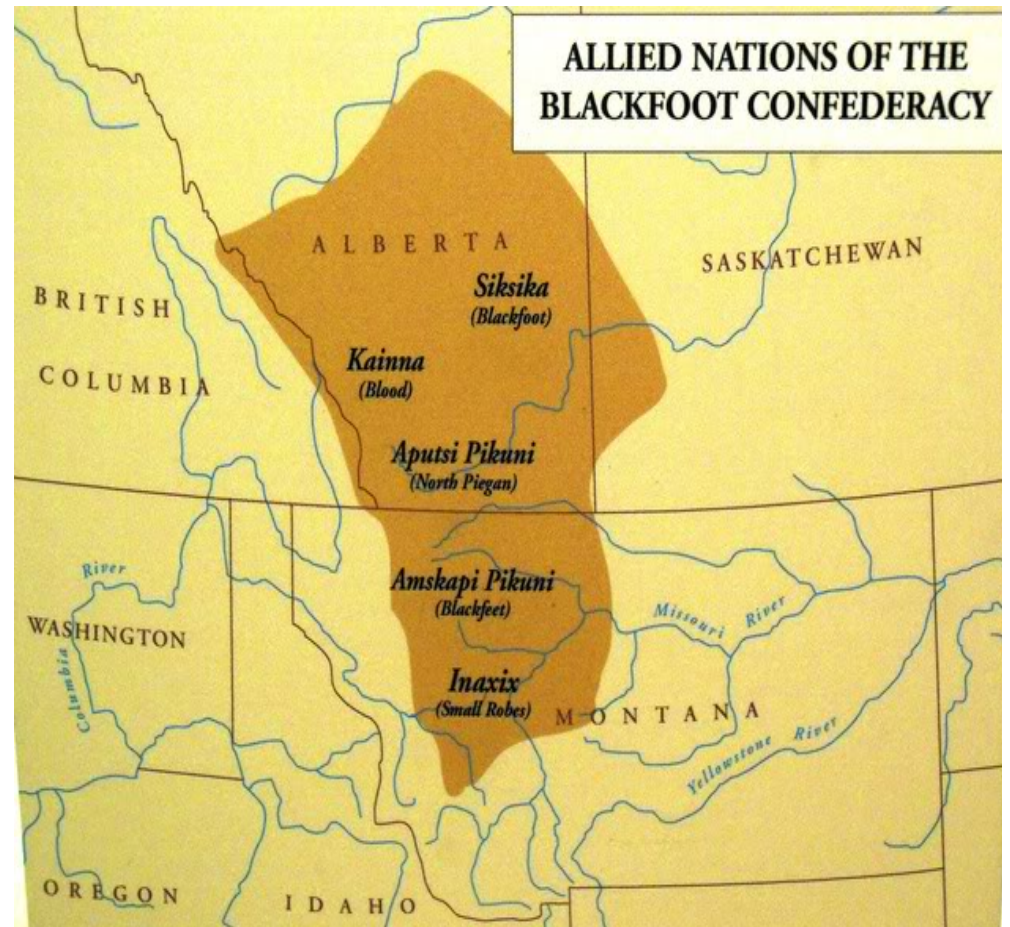 ALLIED NATIONS OF THE
BLACKFOOT CONFEDERACY
ALBERTA
SASKATCHEWAN
Siksika
(Blackfoot)
BRITISH
COLUMBIA
Kainna
(Blood)
Aputsi Pikuni
(North Piegan)
River
Amskapi Pikuni
(Blackfeet)
Missouri River
WASHINGTON
Columbia
Inaxix
(Small Robes)
MONTANA
Yellowstone River
OREGON
IDAHO